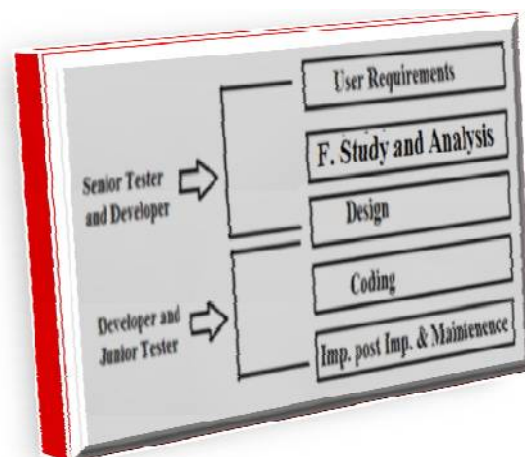 User Requirements
F. Study and Analysis
Senior Tester
and Developer
Design
Coding
Developer and
Junior Tester
Imp. post Imp. & Maintenence